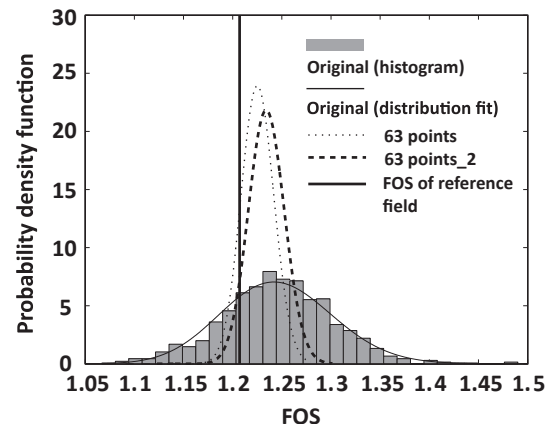 30
25
20
15
10
5
0
Probability density function
Original (histogram)
Original (distribution fit)
63 points
63 points_2
FOS of reference
field
1.05 1.1 1.15 1.2 1.25 1.3 1.35 1.4 1.45 1.5
FOS